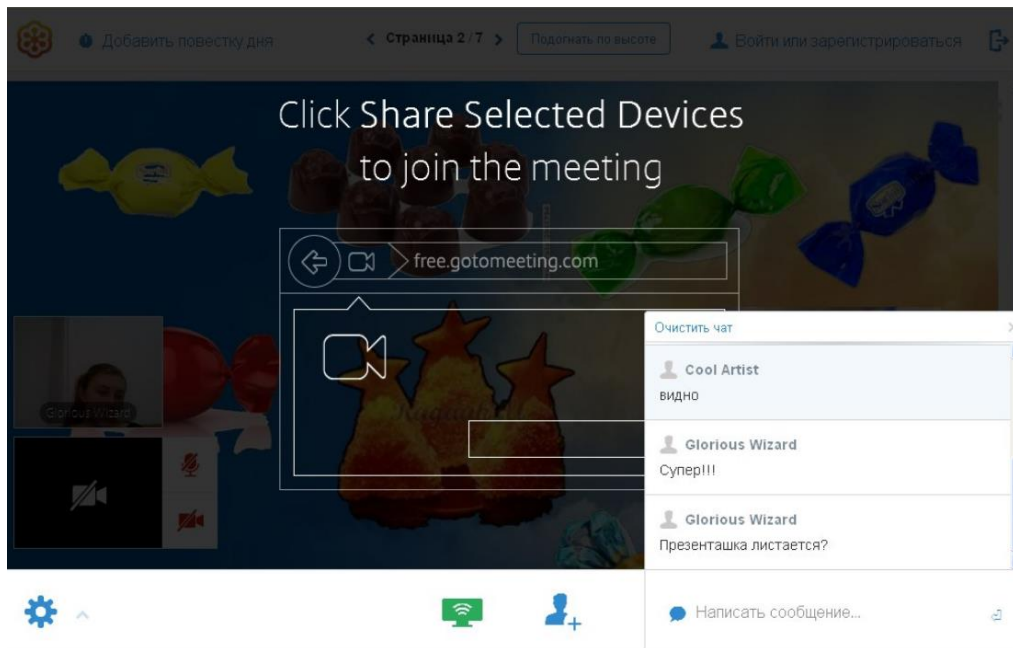 Добавить повестку дня
Страница 2 / 7
Подогнать по высоте
Войти или зарегистрироваться
Click Share Selected Devices
to join the meeting
free.gotomeeting.com
Очистить чат
Cool Artist
видно
Glorious Wizard
Супер!!!
Glorious Wizard
Презенташка листается?
Glorious Wizard
Написать сообщение...